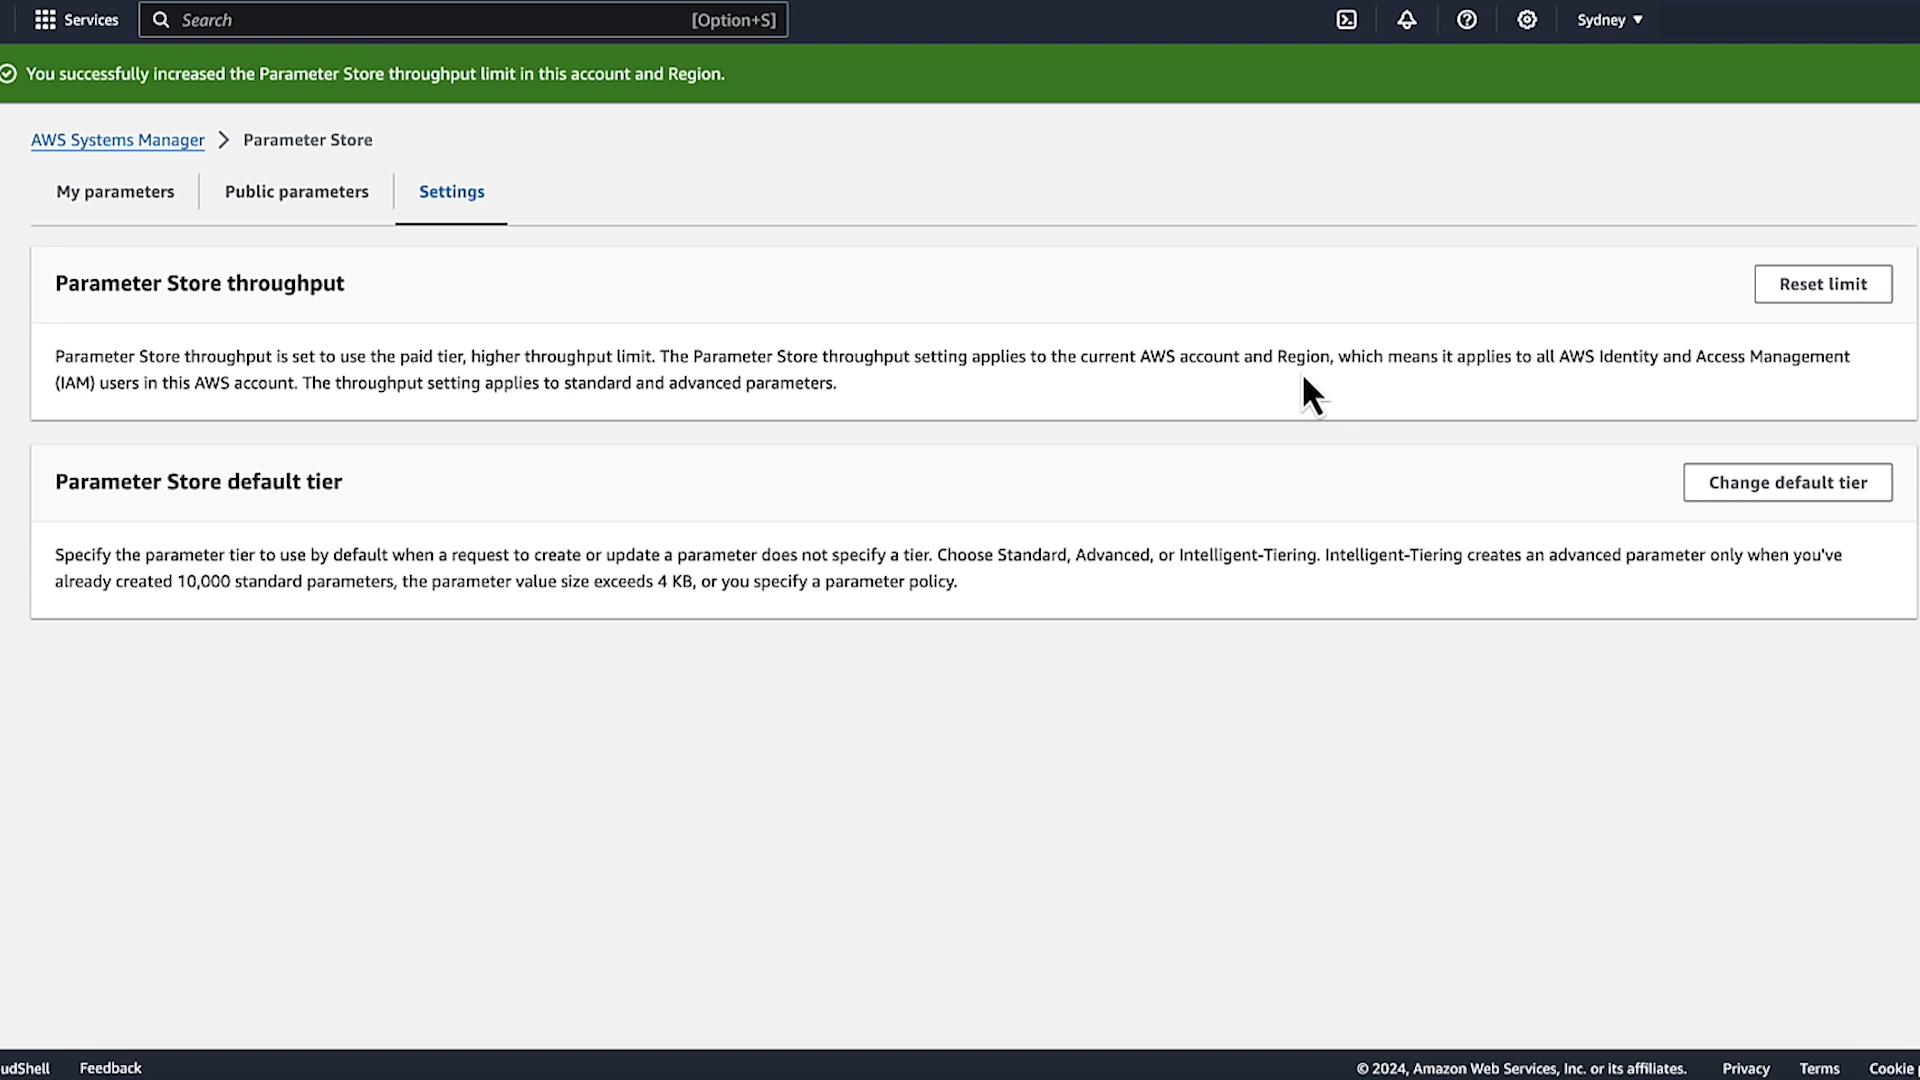 Services
Search
[Option+S]
Sydney
You successfully increased the Parameter Store throughput limit in this account and Region.
AWS Systems Manager
Parameter Store
My parameters
Public parameters
Settings
Parameter Store throughput
Reset limit
Parameter Store throughput is set to use the paid tier, higher throughput limit. The Parameter Store throughput setting applies to the current AWS account and Region, which means it applies to all AWS Identity and Access Management
(IAM) users in this AWS account. The throughput setting applies to standard and advanced parameters.
Parameter Store default tier
Change default tier
Specify the parameter tier to use by default when a request to create or update a parameter does not specify a tier. Choose Standard, Advanced, or Intelligent-Tiering. Intelligent-Tiering creates an advanced parameter only when you've
already created 10,000 standard parameters, the parameter value size exceeds 4 KB, or you specify a parameter policy.
udShell
Feedback
© 2024, Amazon Web Services, Inc. or its affiliates.
Privacy
Terms
Cookie